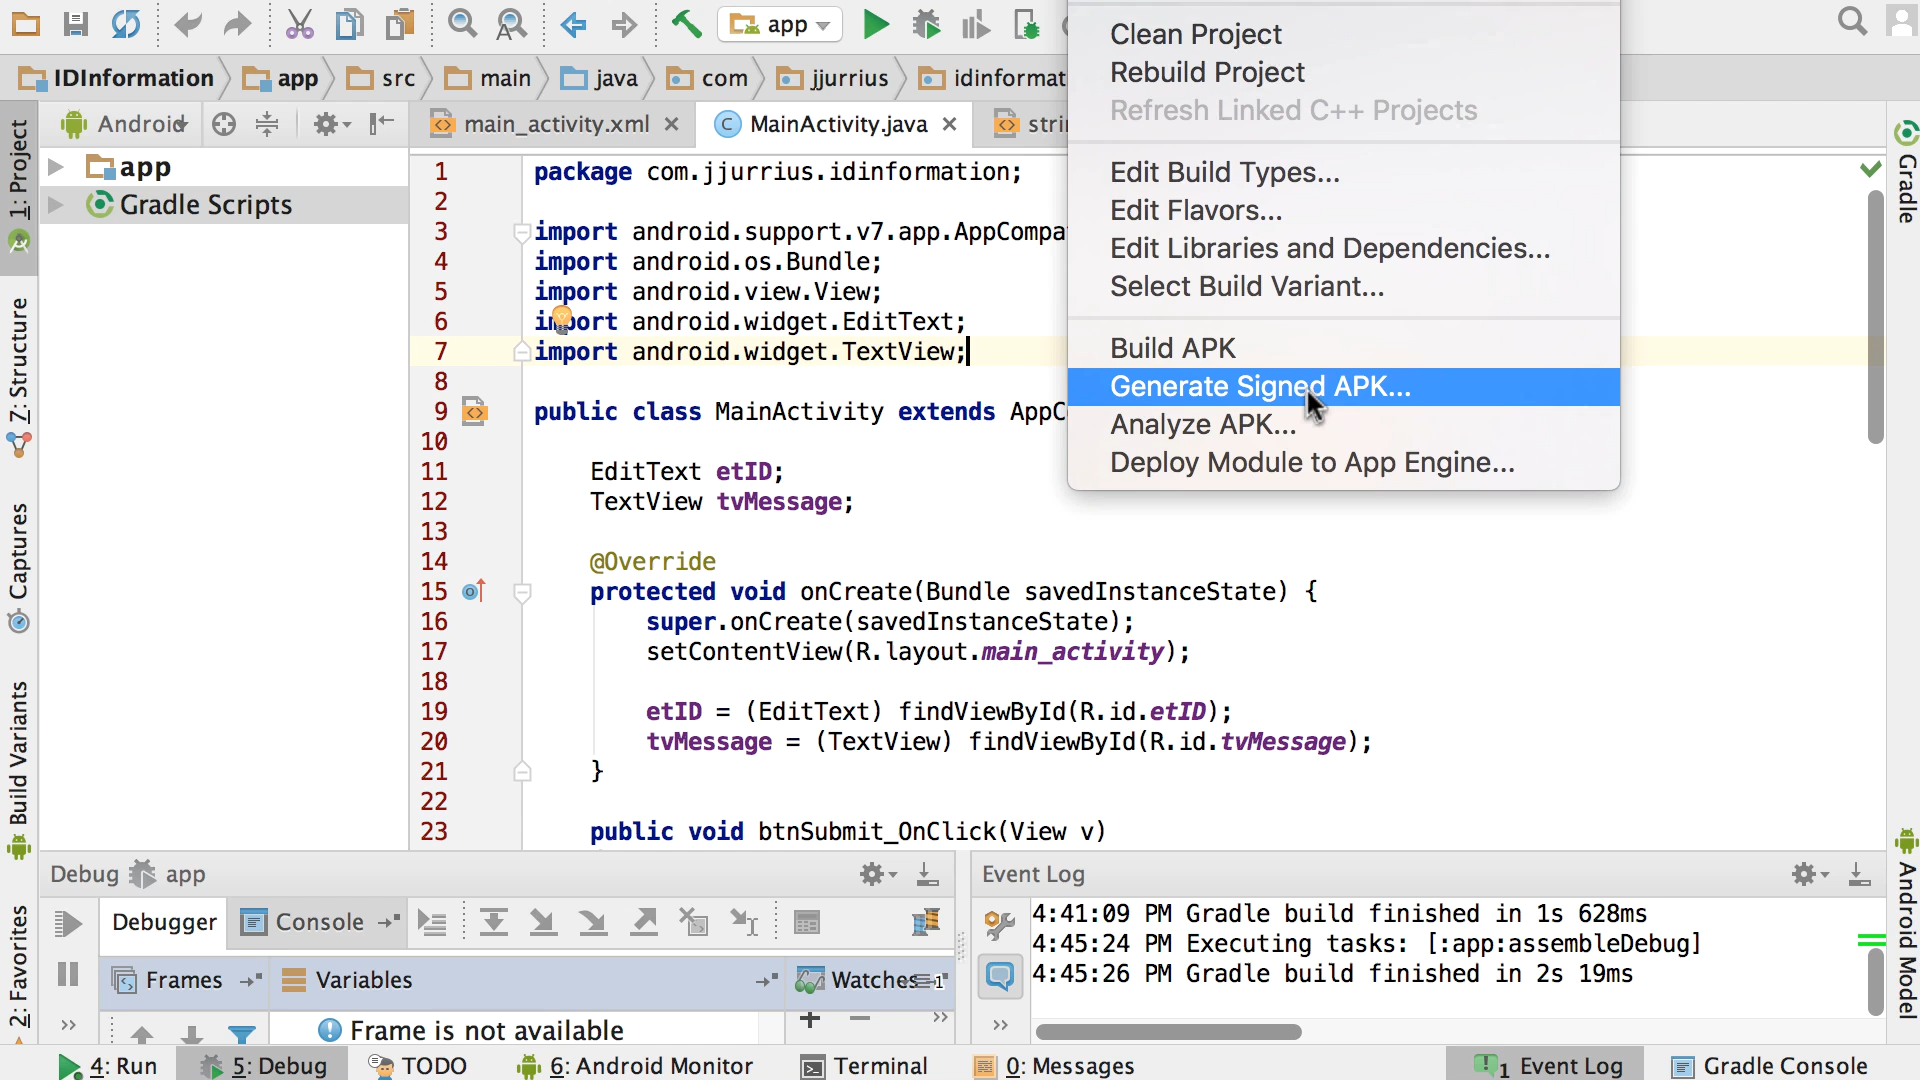 app
IDInformation app src main java com jjurrius idinformat
Android
main_activity.xml
MainActivity.java
1: Project
Z: Structure
Captures
Build Variants
2: Favorites
app
Gradle Scripts
1 package com.jjurrius.idinformation;
2
3 import android.support.v7.app.AppCompa
4 import android.os.Bundle;
5 import android.view.View;
6 import android.widget.EditText;
7 import android.widget.TextView;
8
9 public class MainActivity extends AppC
10
11 EditText etID;
12 TextView tvMessage;
13
14 @Override
15 protected void onCreate(Bundle savedInstanceState) {
16 super.onCreate(savedInstanceState);
17 setContentView(R.layout.main_activity);
18
19 etID = (EditText) findViewById(R.id.etID);
20 tvMessage = (TextView) findViewById(R.id.tvMessage);
21 }
22
23 public void btnSubmit_OnClick(View v)
Clean Project
Rebuild Project
Refresh Linked C++ Projects
Edit Build Types...
Edit Flavors...
Edit Libraries and Dependencies...
Select Build Variant...
Build APK
Generate Signed APK...
Analyze APK...
Deploy Module to App Engine...
Gradle
Android Model
Debug app
Debugger Console
Frames Variables Watches 1
Frame is not available
Event Log
4:41:09 PM Gradle build finished in 1s 628ms
4:45:24 PM Executing tasks: [:app:assembleDebug]
4:45:26 PM Gradle build finished in 2s 19ms
4: Run 5: Debug TODO 6: Android Monitor Terminal 0: Messages 1 Event Log Gradle Console